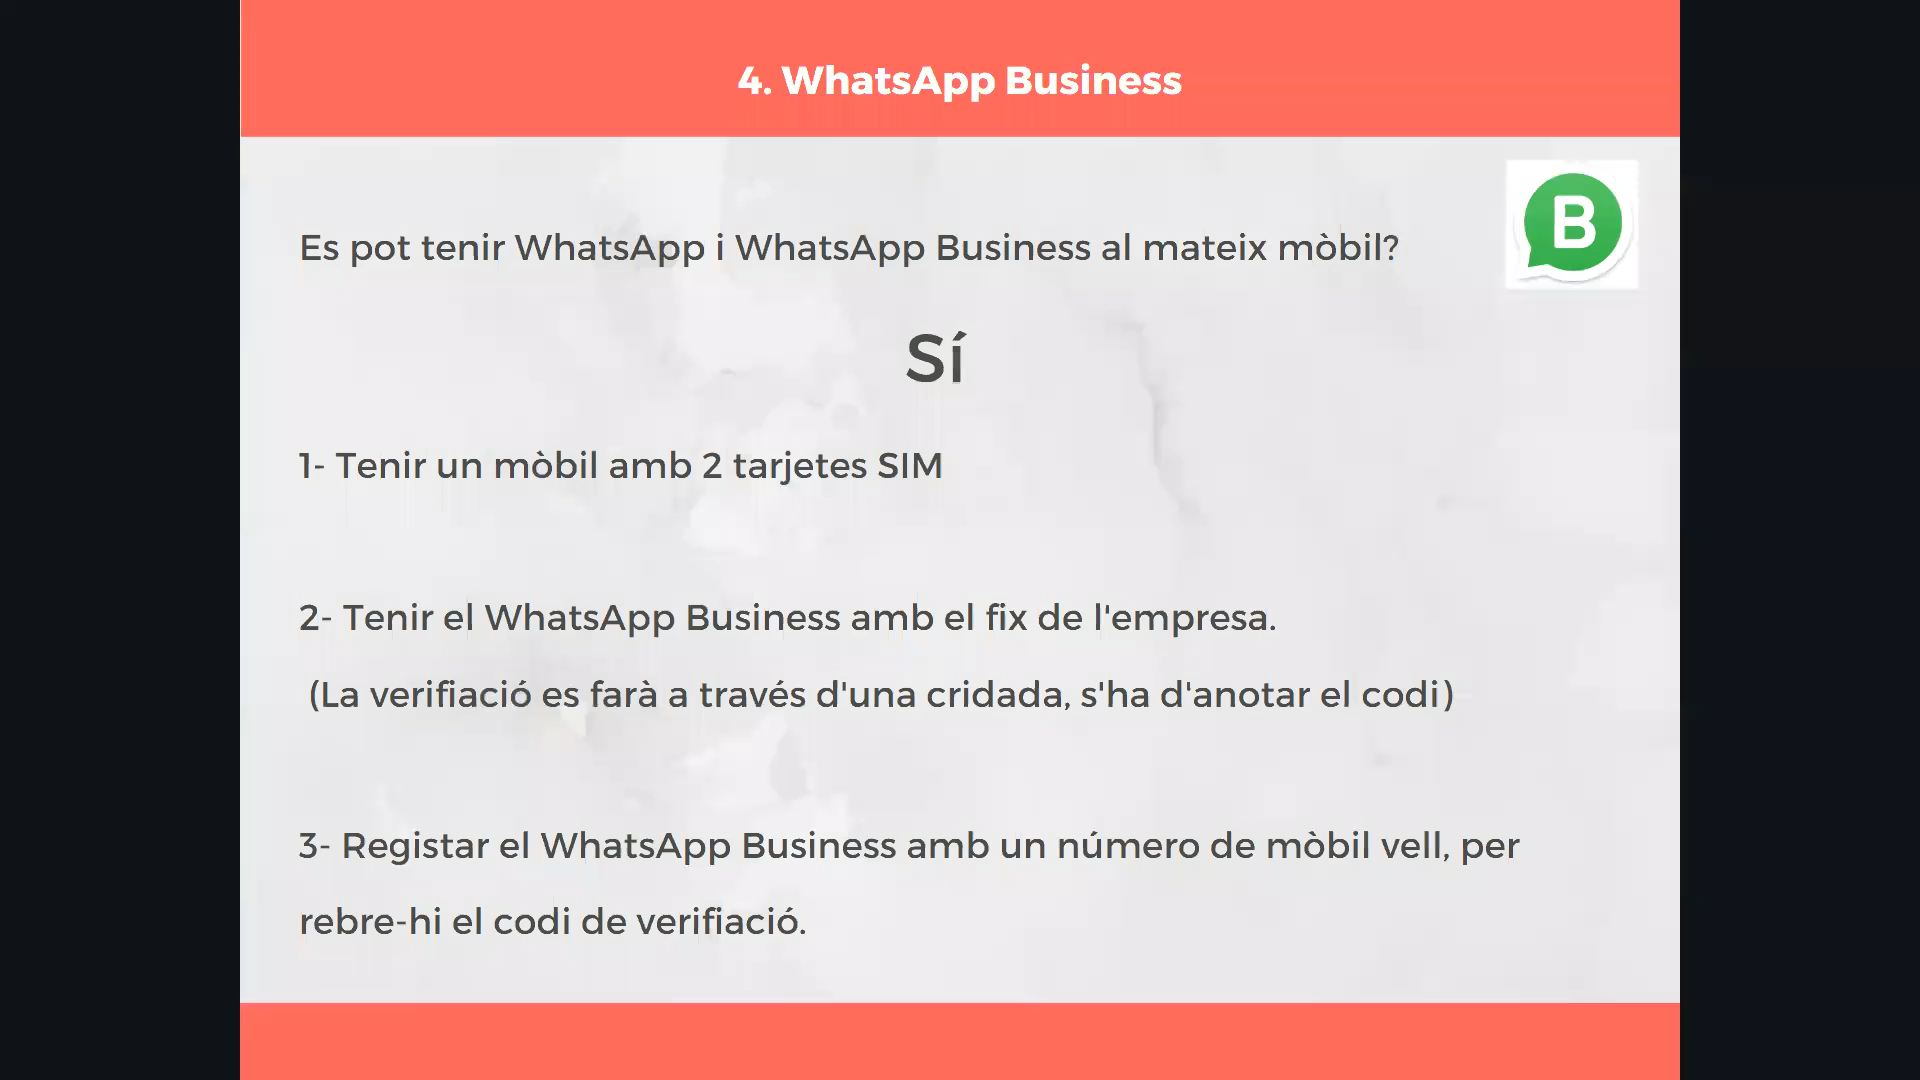 4. WhatsApp Business
B
Es pot tenir WhatsApp i WhatsApp Business al mateix mòbil?
Sí
1- Tenir un mòbil amb 2 tarjetes SIM
2- Tenir el WhatsApp Business amb el fix de l'empresa.
(La verifiació es farà a través d'una cridada, s'ha d'anotar el codi)
3- Registar el WhatsApp Business amb un número de mòbil vell, per
rebre-hi el codi de verifiació.